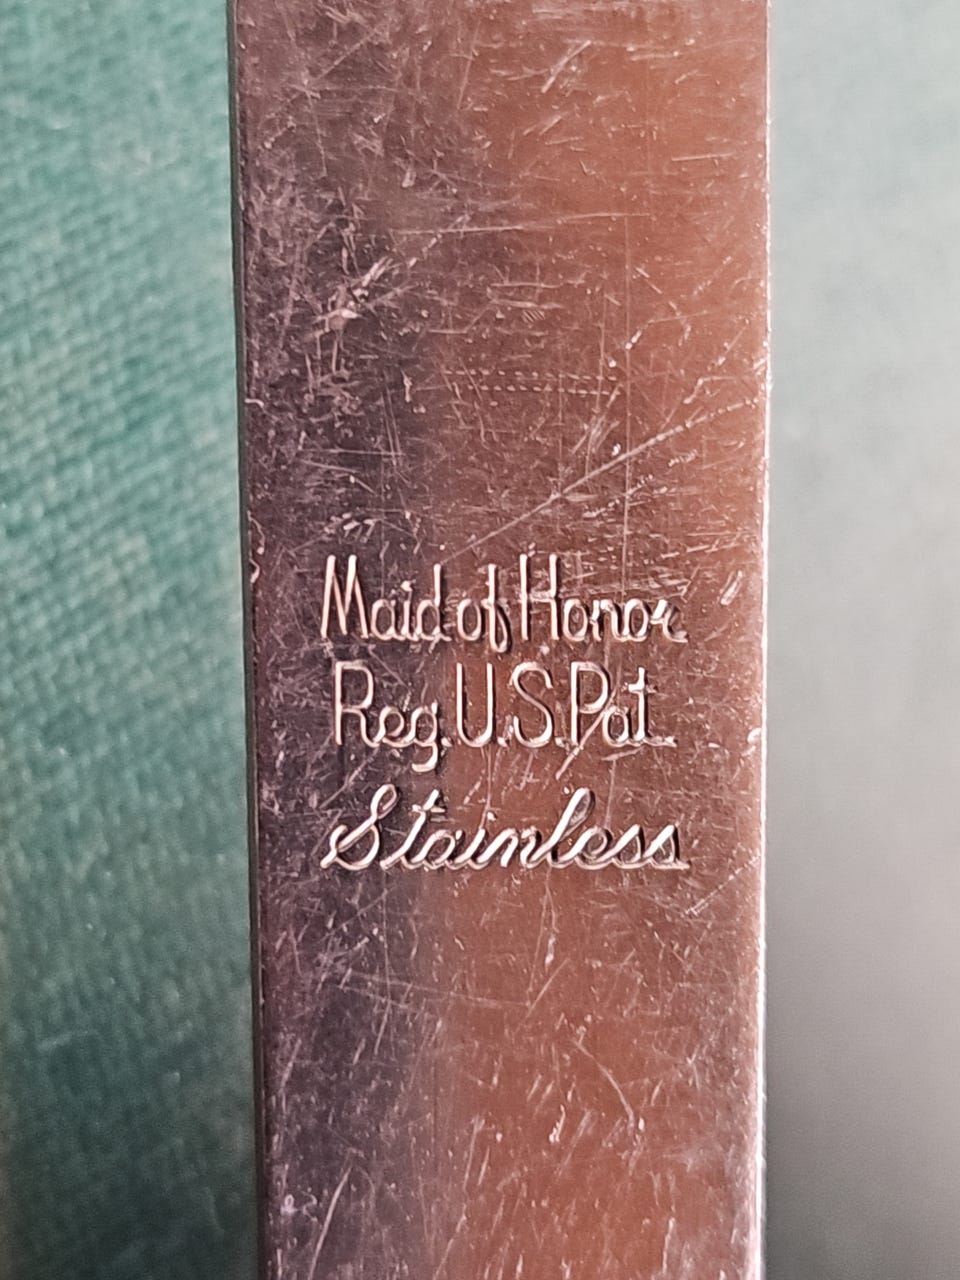 Maid of Honor
Reg. U.S. Pat.
Stainless